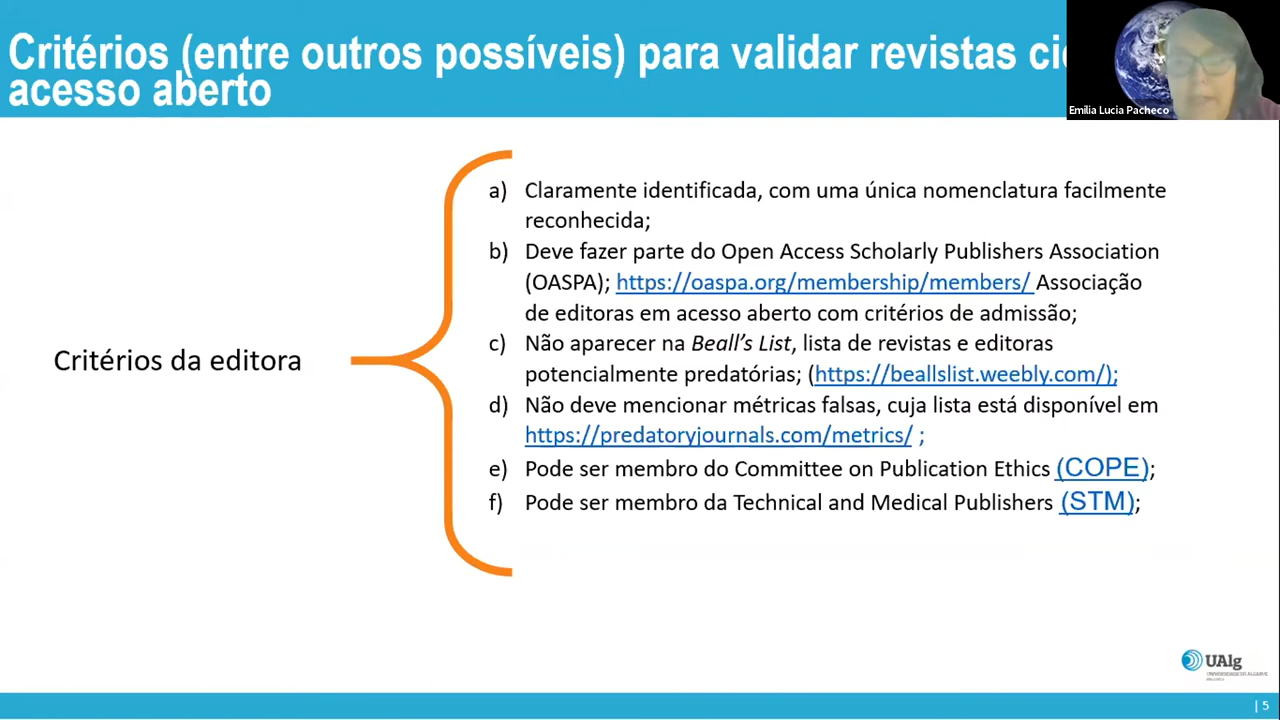 Critérios (entre outros possíveis) para validar revistas
acesso aberto
Emília Lucia Pacheco
a) Claramente identificada, com uma única nomenclatura facilmente
reconhecida;
b) Deve fazer parte do Open Access Scholarly Publishers Association
(OASPA); https://oaspa.org/membership/members/ Associação
de editoras em acesso aberto com critérios de admissão;
c) Não aparecer na Beall’s List, lista de revistas e editoras
potencialmente predatórias; (https://beallslist.weebly.com/);
Critérios da editora
d) Não deve mencionar métricas falsas, cuja lista está disponível em
https://predatoryjournals.com/metrics/ ;
e) Pode ser membro do Committee on Publication Ethics (COPE);
f) Pode ser membro da Technical and Medical Publishers (STM);
UAlg
UNIVERSIDADE DO ALGARVE
| 5